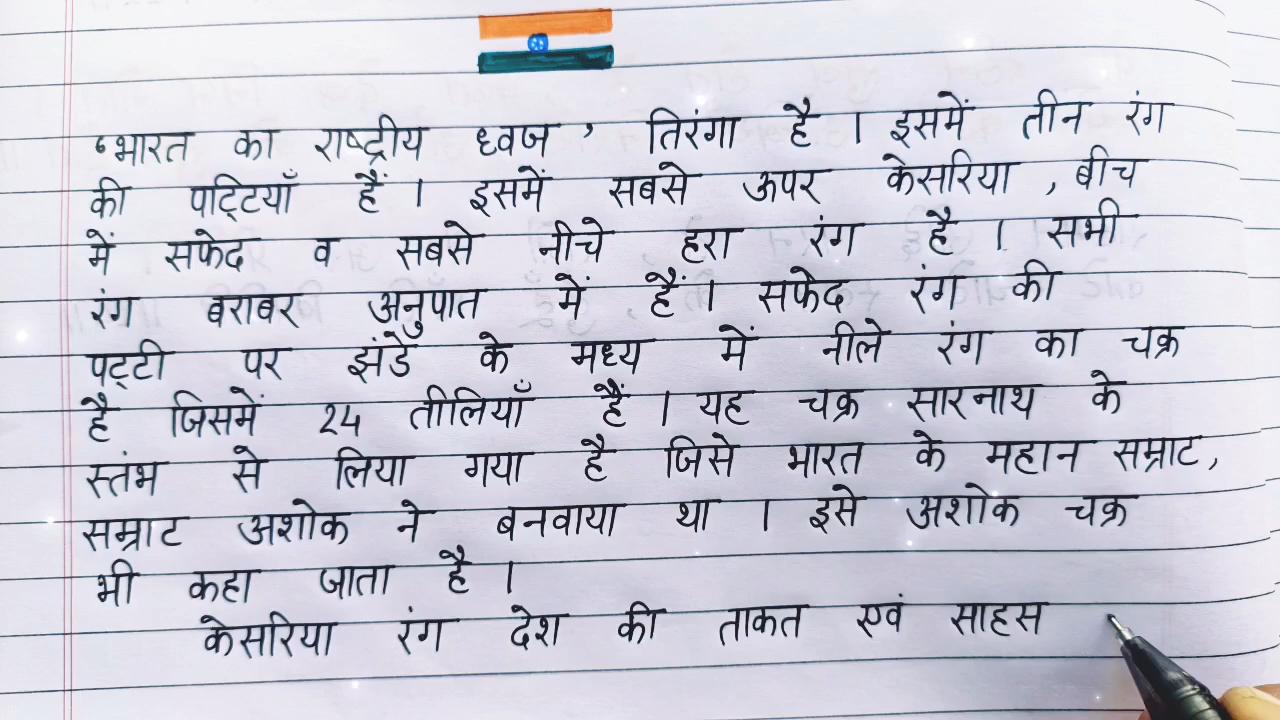 ‘भारत का राष्ट्रीय ध्वज’ तिरंगा है । इसमें तीन रंग
की पट्टियाँ हैं । इसमें सबसे ऊपर केसरिया , बीच
में सफेद व सबसे नीचे हरा रंग है । सभी
रंग बराबर अनुपात में हैं । सफेद रंग की
पट्टी पर झंडे के मध्य में नीले रंग का चक्र
है जिसमें 24 तीलियाँ हैं । यह चक्र सारनाथ के
स्तंभ से लिया गया है जिसे भारत के महान सम्राट,
सम्राट अशोक ने बनवाया था । इसे अशोक चक्र
भी कहा जाता है ।
केसरिया रंग देश की ताकत एवं साहस